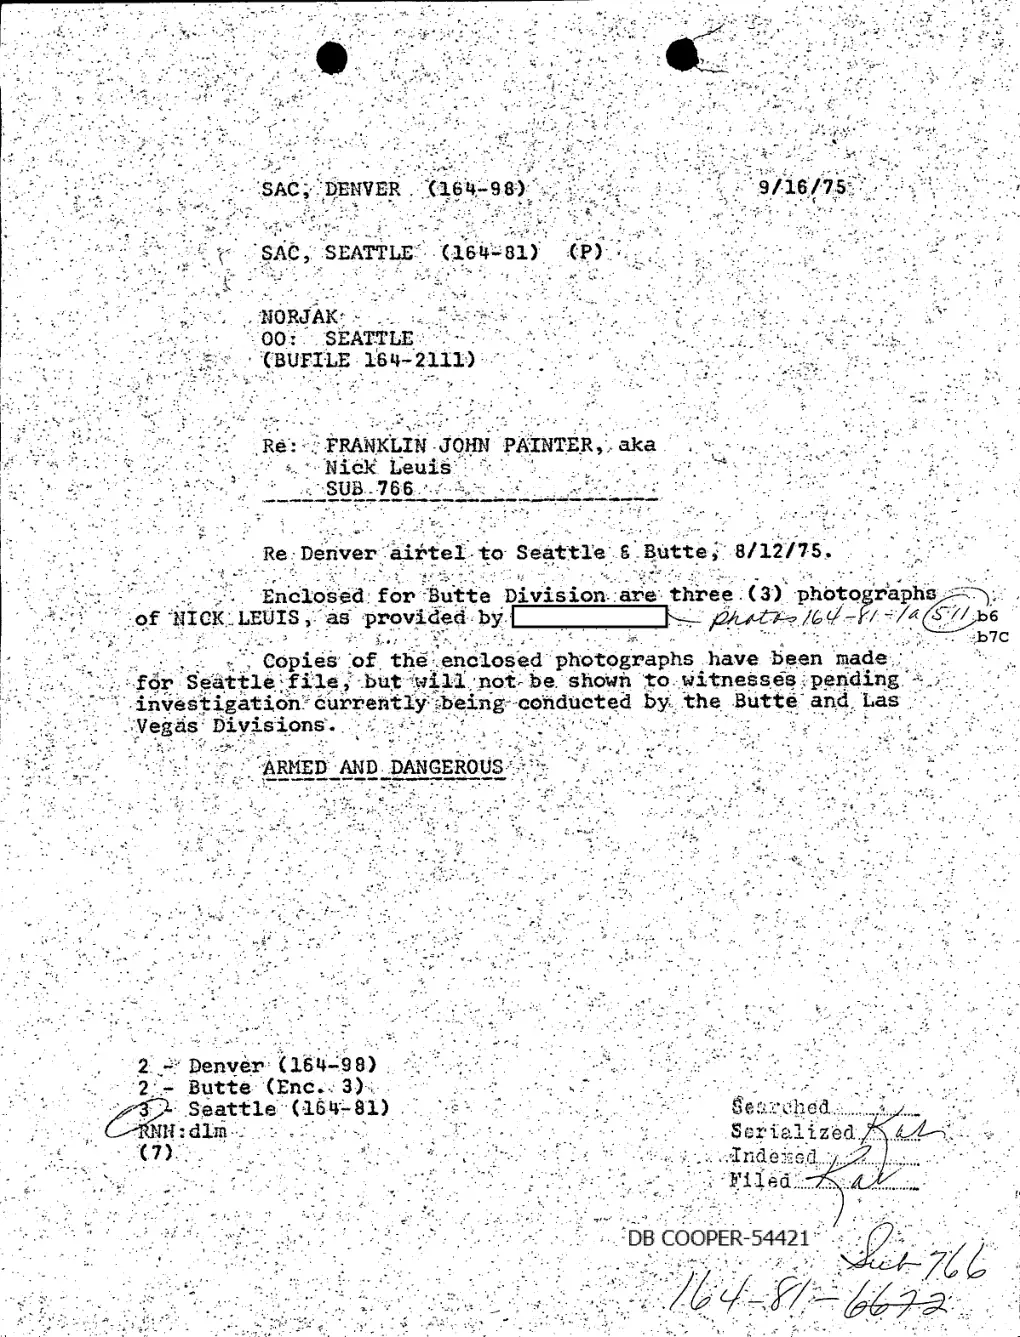 SAC, DENVER (164-98) 9/16/75
SAC, SEATTLE (164-81) (P)
NORJAK
OO: SEATTLE
(BUFILE 164-2111)
Re: FRANKLIN JOHN PAINTER, aka
Nick Leuis
SUB 766
Re Denver airtel to Seattle & Butte, 8/12/75.
Enclosed for Butte Division are three (3) photographs
of NICK LEUIS, as provided by photos 164-81-1a (511) b6
b7C
Copies of the enclosed photographs have been made
for Seattle file, but will not be shown to witnesses pending
investigation currently being conducted by the Butte and Las
Vegas Divisions.
ARMED AND DANGEROUS
2 - Denver (164-98)
2 - Butte (Enc. 3)
3 - Seattle (164-81)
RNH:dlm
(7)
Searched
Serialized
Indexed
Filed
DB COOPER-54421
Sub 766
164-81-6672